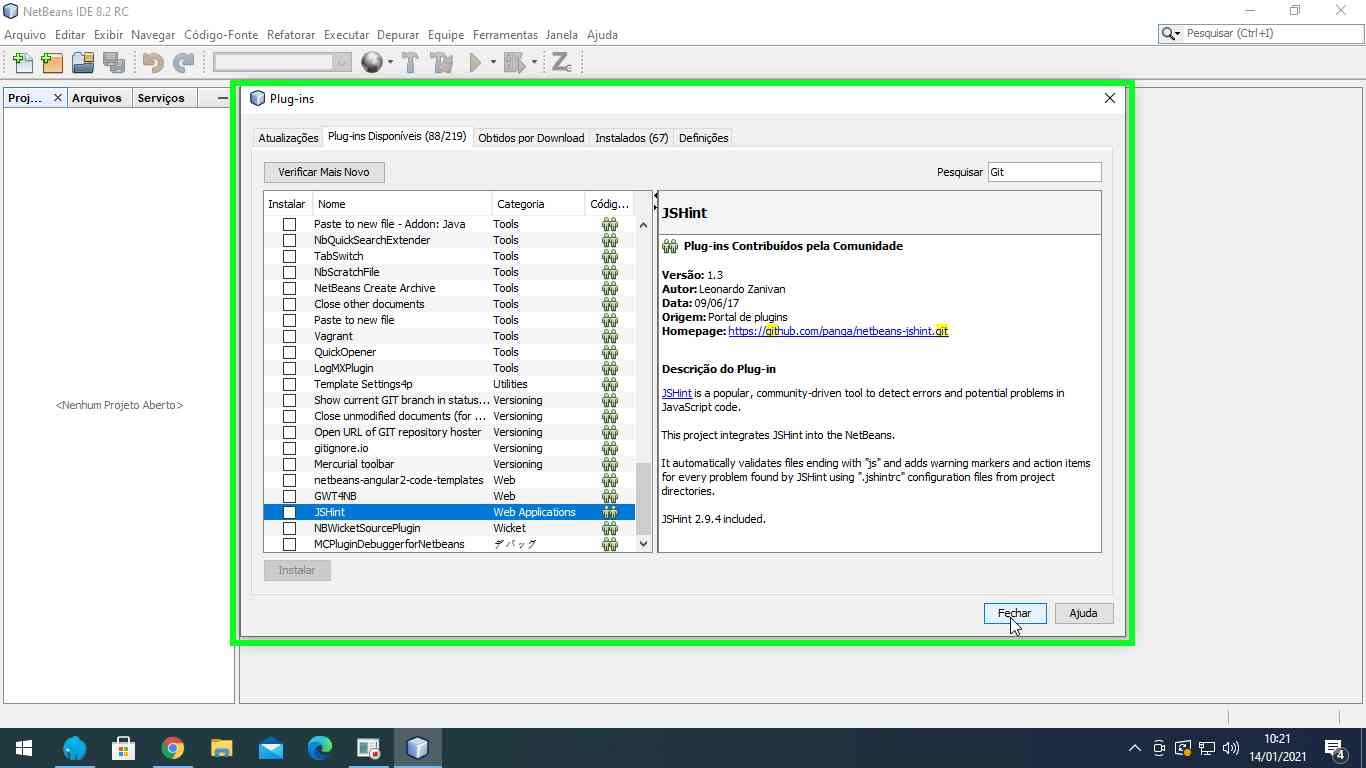 NetBeans IDE 8.2 RC
Arquivo Editar Exibir Navegar Código-Fonte Refatorar Executar Depurar Equipe Ferramentas Janela Ajuda
Pesquisar (Ctrl+I)
Proj... Arquivos Serviços
<Nenhum Projeto Aberto>
Plug-ins
Atualizações Plug-ins Disponíveis (88/219) Obtidos por Download Instalados (67) Definições
Verificar Mais Novo
Pesquisar Git
Instalar Nome Categoria Códig...
Paste to new file - Addon: Java Tools
NbQuickSearchExtender Tools
TabSwitch Tools
NbScratchFile Tools
NetBeans Create Archive Tools
Close other documents Tools
Paste to new file Tools
Vagrant Tools
QuickOpener Tools
LogMXPlugin Tools
Template Settings4p Utilities
Show current GIT branch in status... Versioning
Close unmodified documents (for ... Versioning
Open URL of GIT repository hoster Versioning
gitignore.io Versioning
Mercurial toolbar Versioning
netbeans-angular2-code-templates Web
GWT4NB Web
JSHint Web Applications
NBWicketSourcePlugin Wicket
MCPluginDebuggerforNetbeans デバッグ
Instalar
JSHint
Plug-ins Contribuídos pela Comunidade
Versão: 1.3
Autor: Leonardo Zanivan
Data: 09/06/17
Origem: Portal de plugins
Homepage: https://github.com/panga/netbeans-jshint.git
Descrição do Plug-in
JSHint is a popular, community-driven tool to detect errors and potential problems in
JavaScript code.
This project integrates JSHint into the NetBeans.
It automatically validates files ending with "js" and adds warning markers and action items
for every problem found by JSHint using ".jshintrc" configuration files from project
directories.
JSHint 2.9.4 included.
Fechar Ajuda
10:21
14/01/2021
4